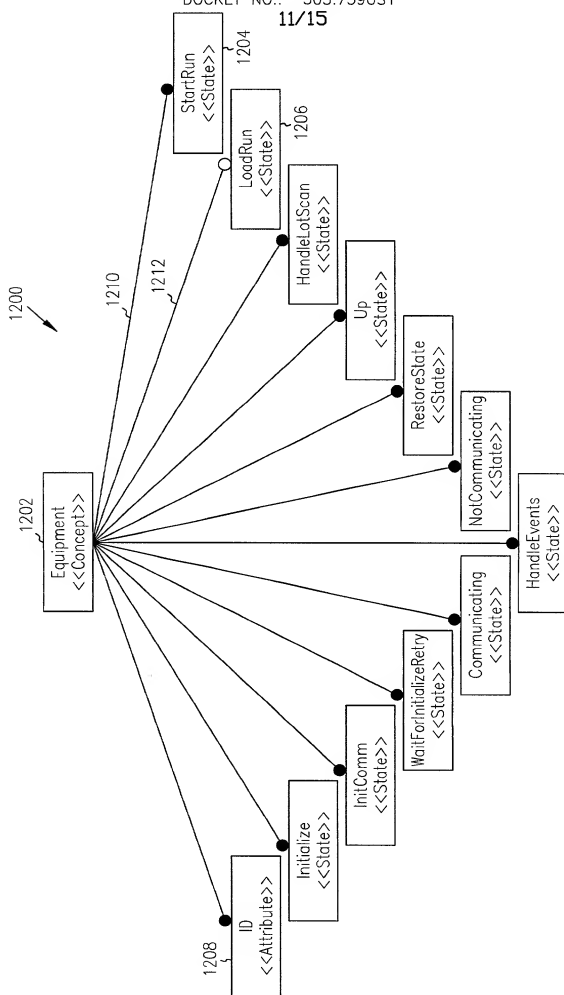 DOCKET NO.: 303.759US1
11/15
1200
1202
Equipment
<<Concept>>
1210
1212
1208
ID
<<Attribute>>
Initialize
<<State>>
InitComm
<<State>>
WaitForInitializeRetry
<<State>>
Communicating
<<State>>
HandleEvents
<<State>>
NotCommunicating
<<State>>
RestoreState
<<State>>
Up
<<State>>
HandleLotScan
<<State>>
LoadRun
<<State>>
1206
StartRun
<<State>>
1204